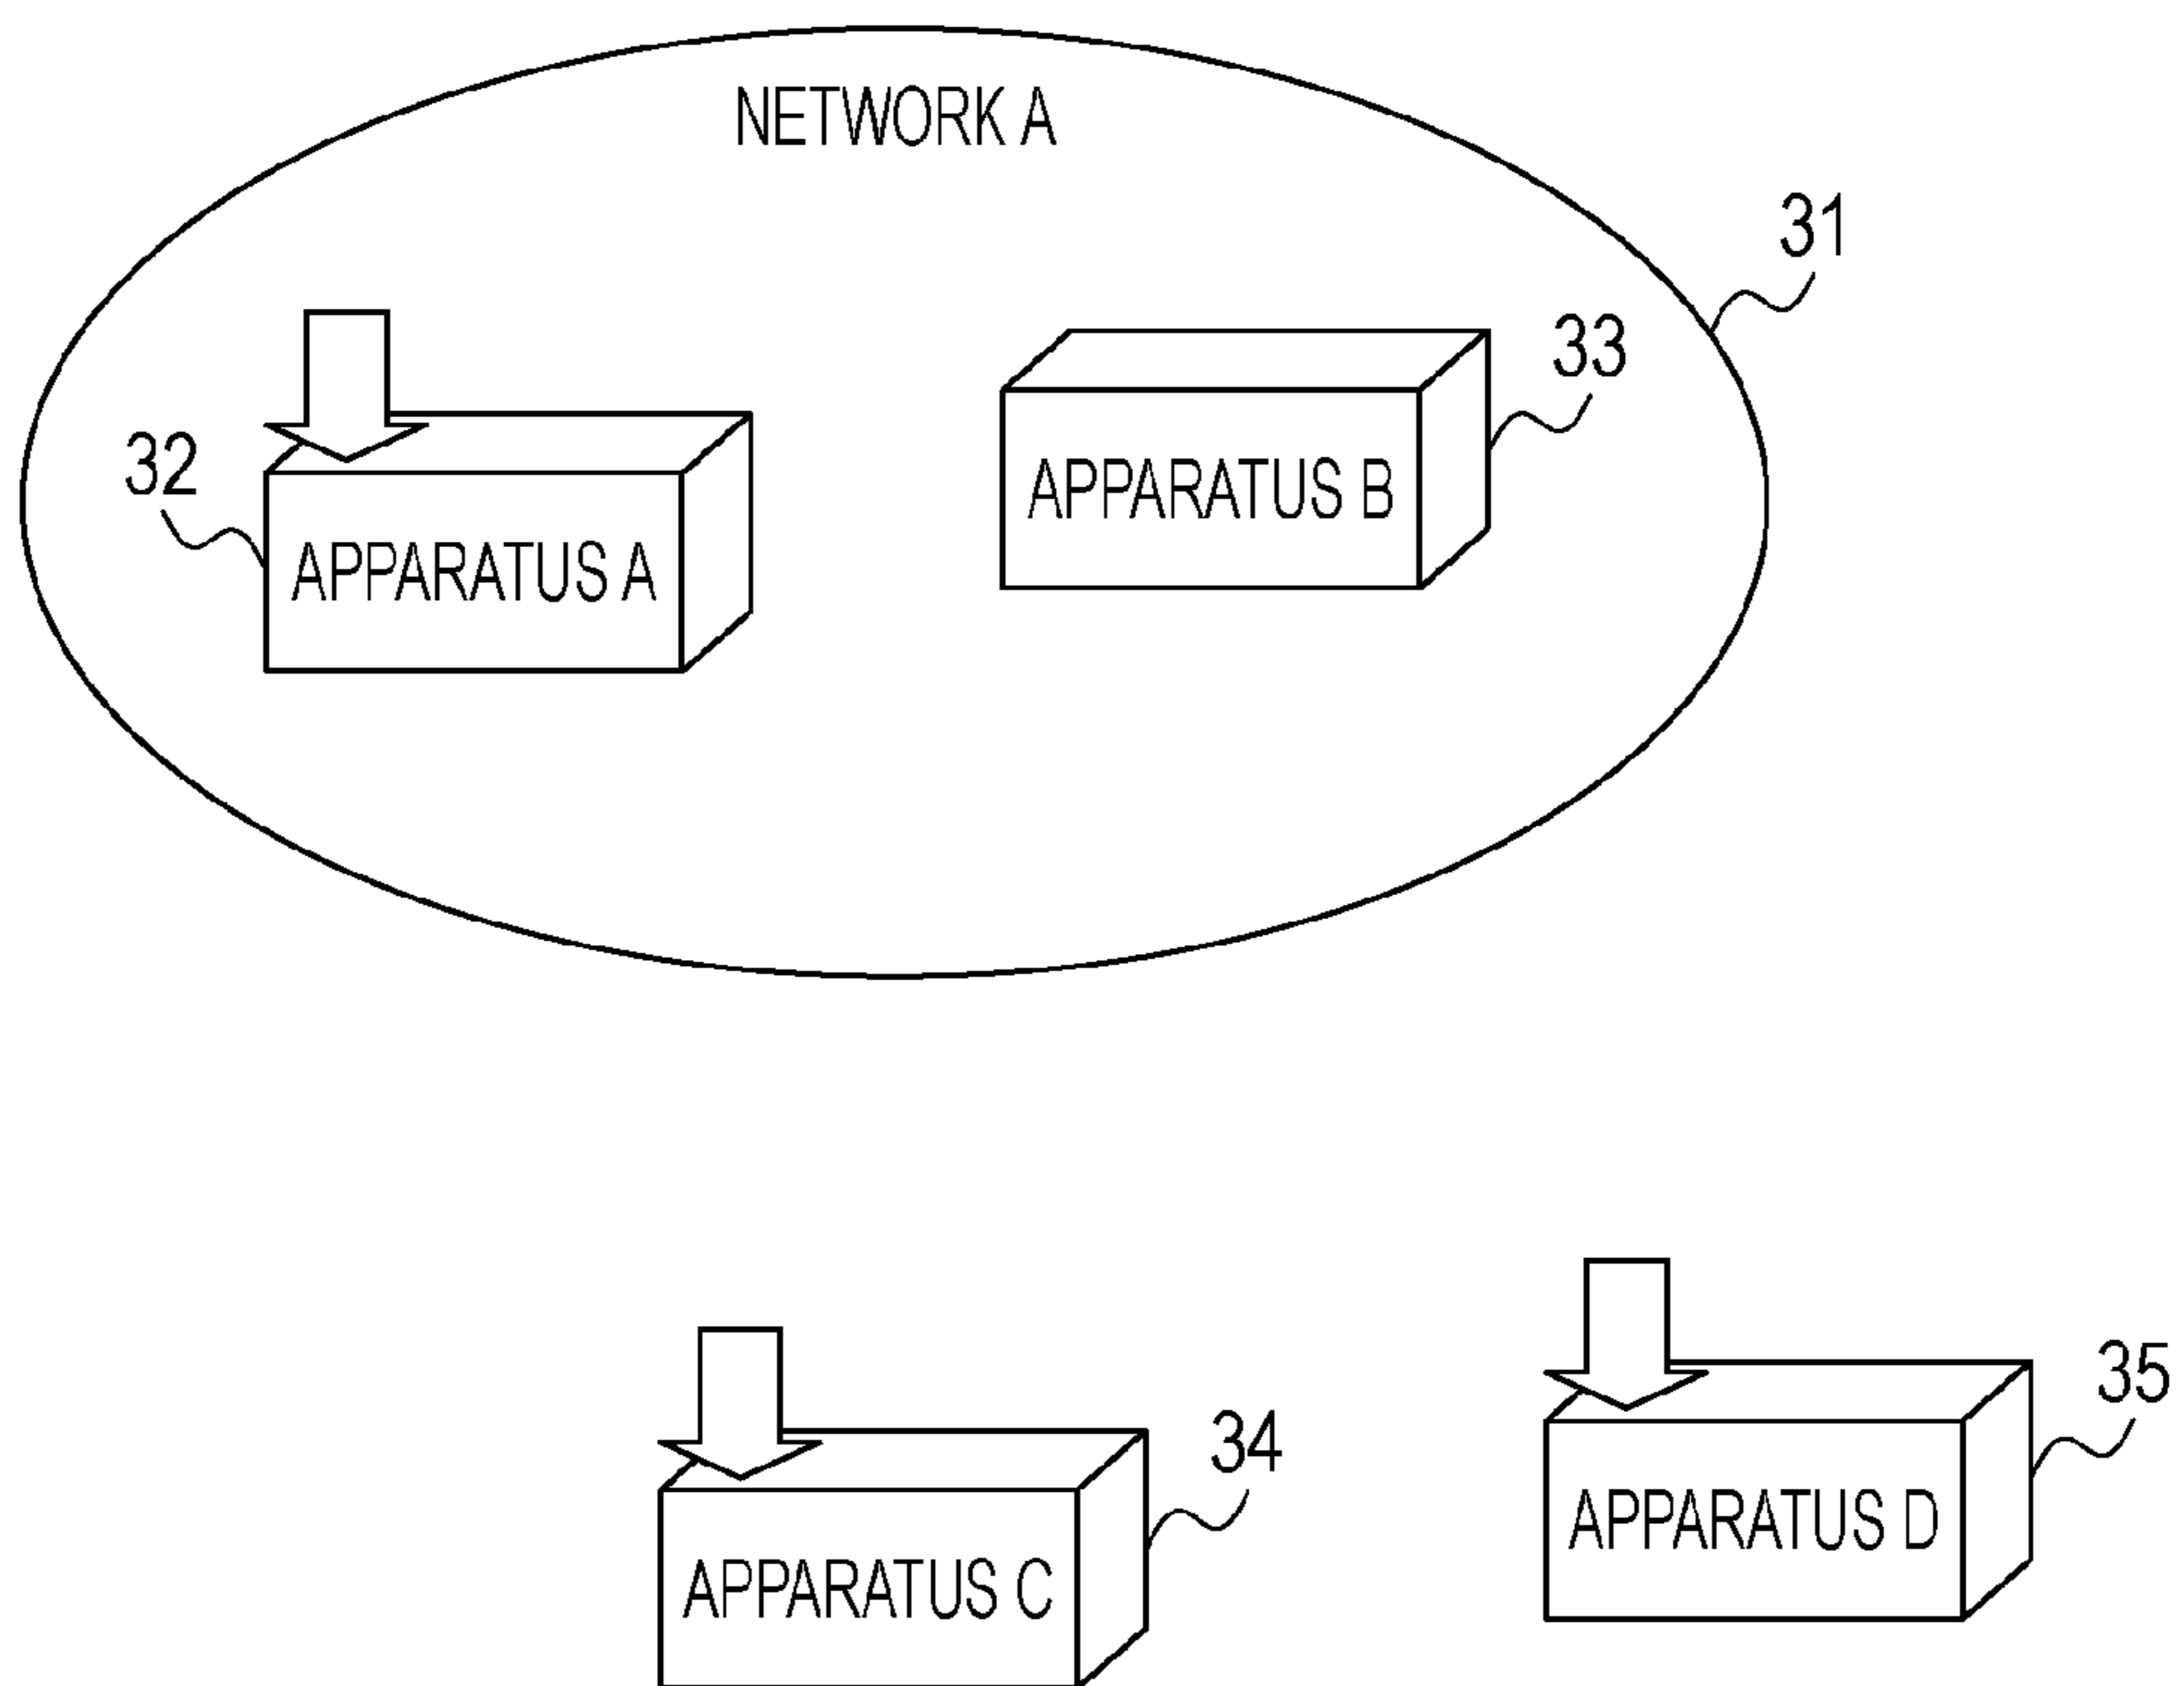 NETWORK A
31
33
32
APPARATUS B
APPARATUS A
35
34
APPARATUS D
APPARATUS C